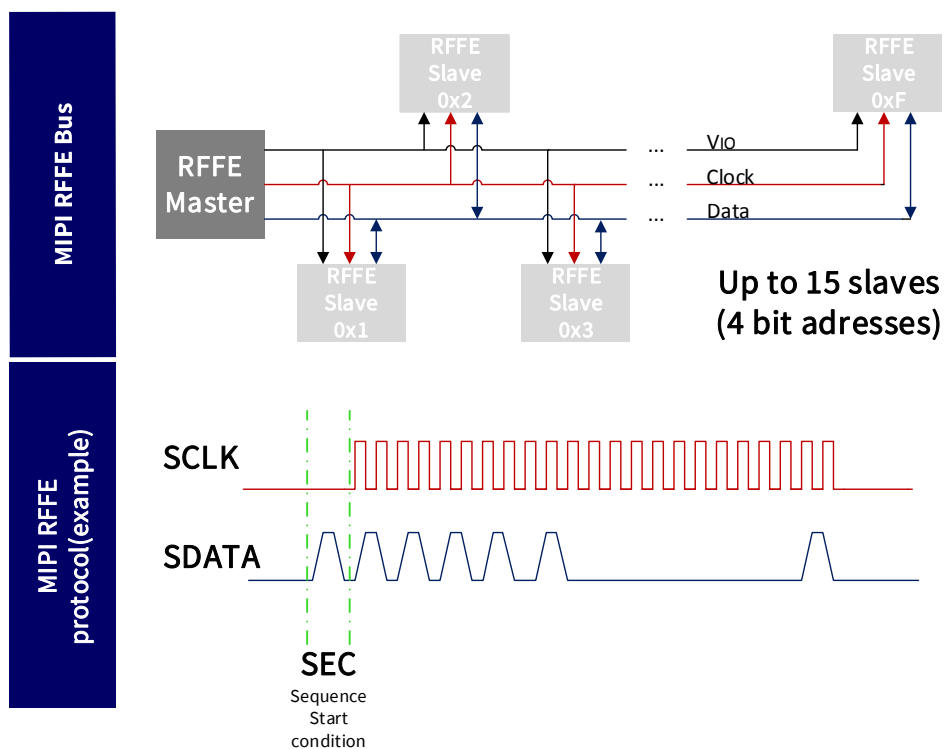 MIPI RFFE Bus
RFFE
Slave
0x2
RFFE
Slave
0xF
RFFE
Master
...
VIO
...
Clock
...
Data
RFFE
Slave
0x1
RFFE
Slave
0x3
Up to 15 slaves
(4 bit adresses)
MIPI RFFE
protocol(example)
SCLK
SDATA
SEC
Sequence
Start
condition